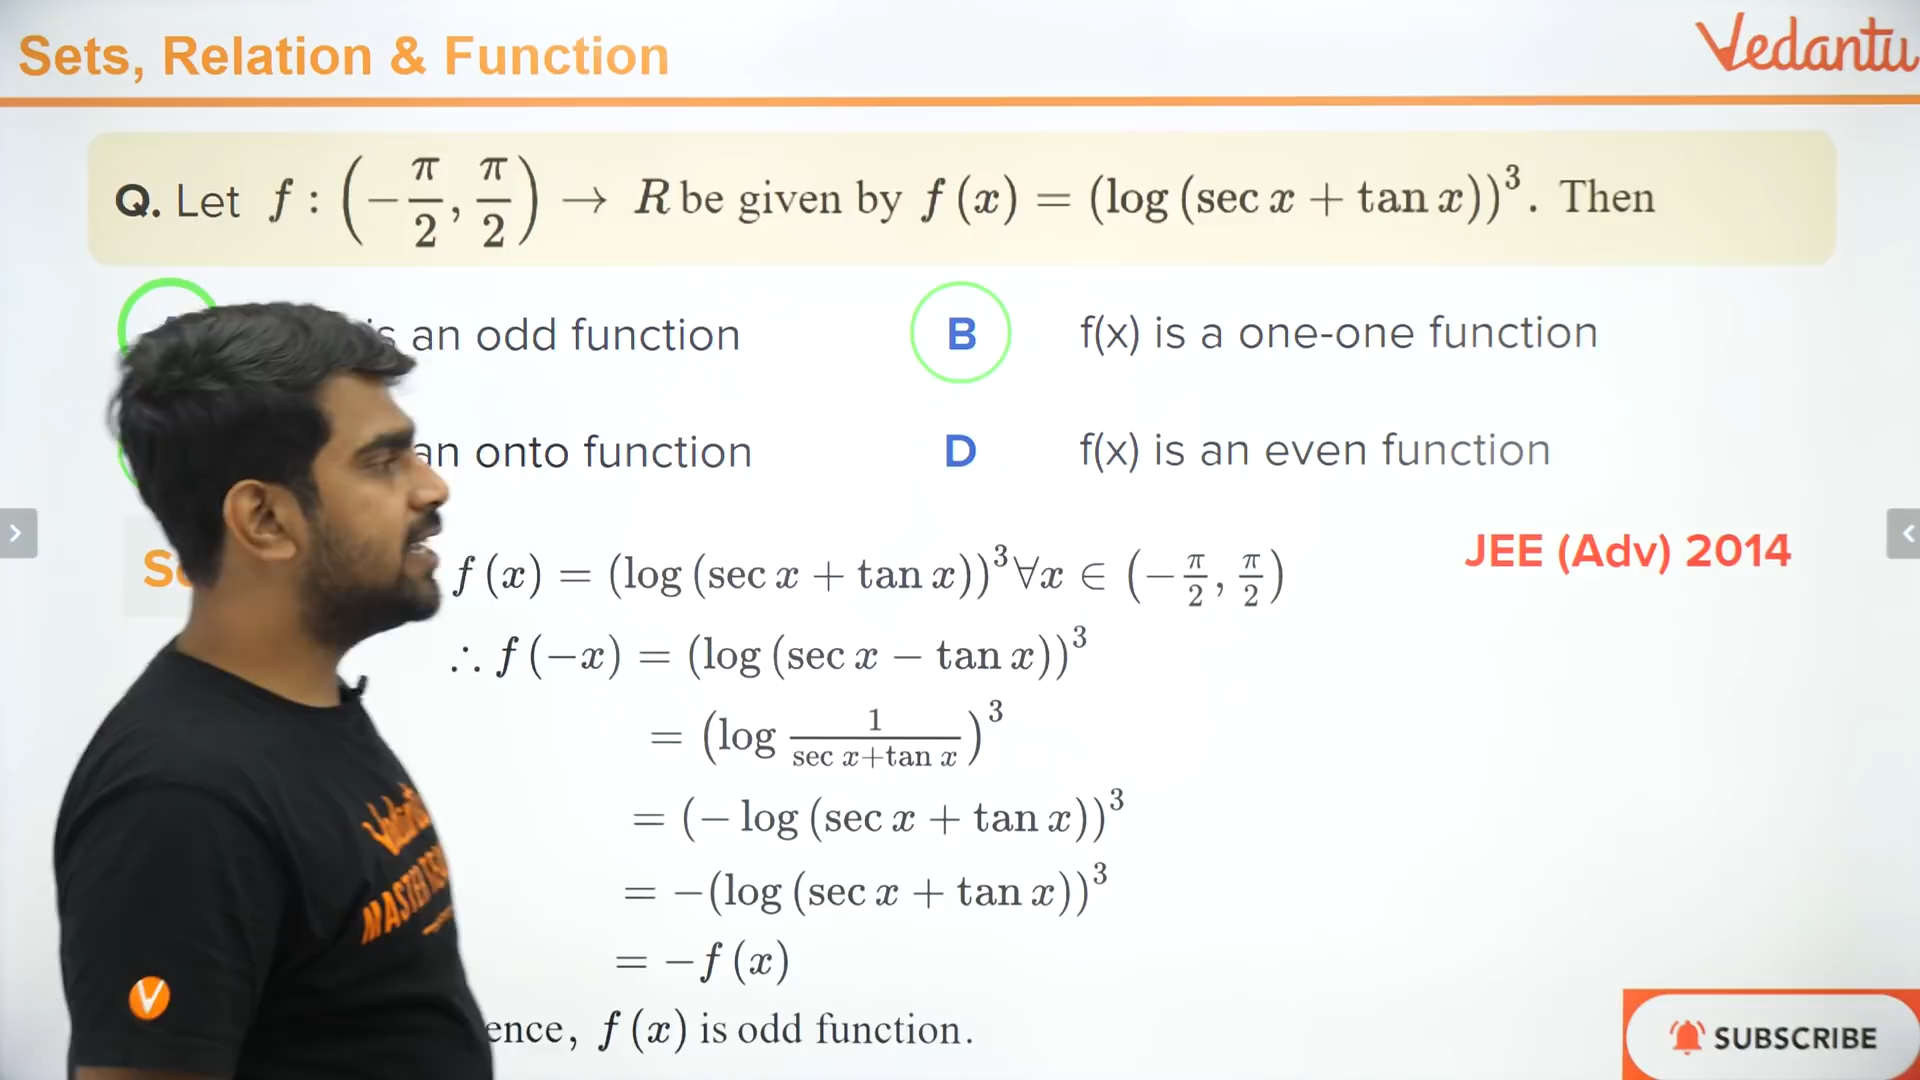 Sets, Relation & Function
Vedantu
Q. Let f : (−π/2, π/2) → R be given by f (x) = (log (sec x + tan x))³. Then
an odd function
B f(x) is a one-one function
an onto function
D f(x) is an even function
JEE (Adv) 2014
f (x) = (log (sec x + tan x))³ ∀x ∈ (−π/2, π/2)
∴ f (−x) = (log (sec x − tan x))³
= (log 1/(sec x+tan x))³
= (− log (sec x + tan x))³
= −(log (sec x + tan x))³
= −f (x)
ence, f (x) is odd function.
SUBSCRIBE